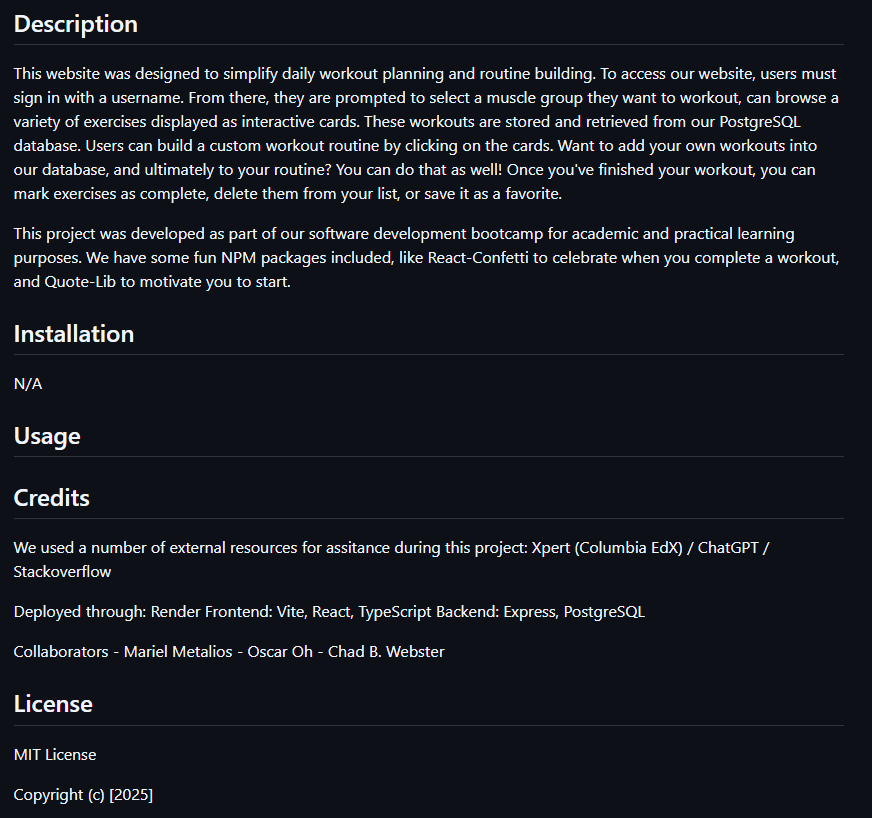 Description
This website was designed to simplify daily workout planning and routine building. To access our website, users must
sign in with a username. From there, they are prompted to select a muscle group they want to workout, can browse a
variety of exercises displayed as interactive cards. These workouts are stored and retrieved from our PostgreSQL
database. Users can build a custom workout routine by clicking on the cards. Want to add your own workouts into
our database, and ultimately to your routine? You can do that as well! Once you've finished your workout, you can
mark exercises as complete, delete them from your list, or save it as a favorite.
This project was developed as part of our software development bootcamp for academic and practical learning
purposes. We have some fun NPM packages included, like React-Confetti to celebrate when you complete a workout,
and Quote-Lib to motivate you to start.
Installation
N/A
Usage
Credits
We used a number of external resources for assitance during this project: Xpert (Columbia EdX) / ChatGPT /
Stackoverflow
Deployed through: Render Frontend: Vite, React, TypeScript Backend: Express, PostgreSQL
Collaborators - Mariel Metalios - Oscar Oh - Chad B. Webster
License
MIT License
Copyright (c) [2025]